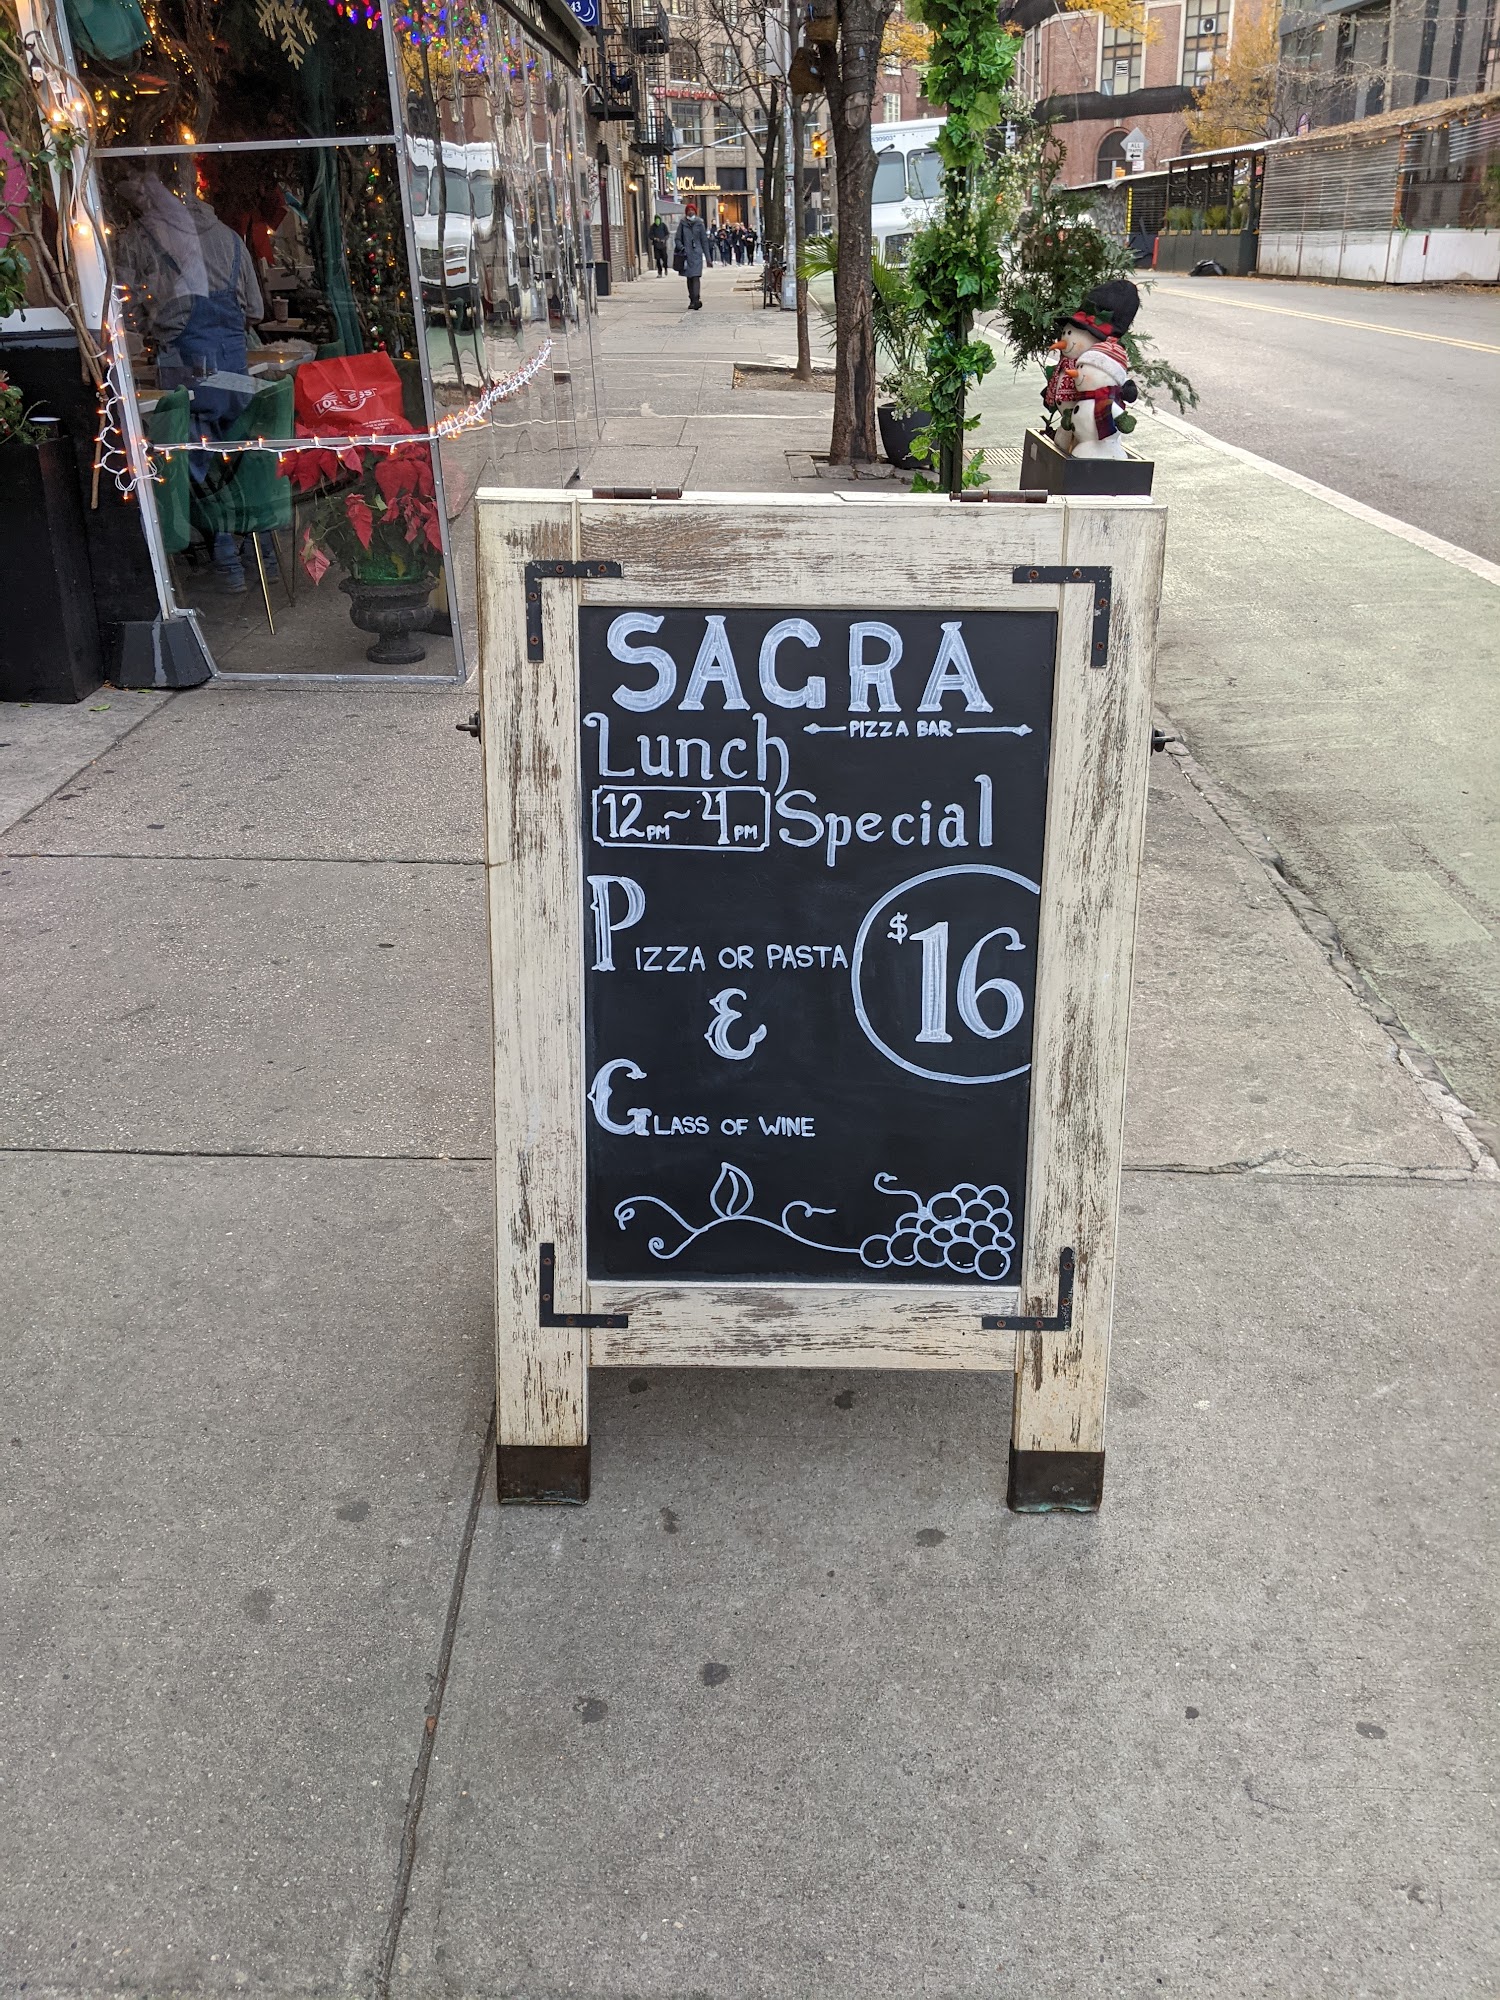 SAGRA
PIZZA BAR
Lunch
12PM~4PM Special
PIZZA OR PASTA
$16
&
GLASS OF WINE